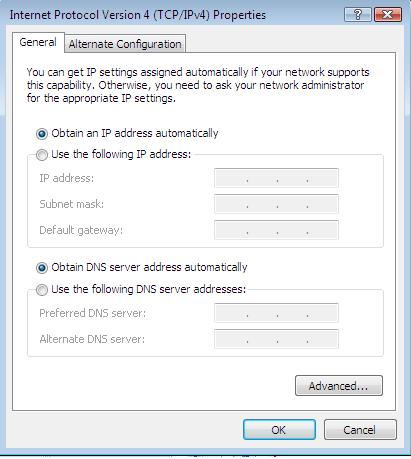 Internet Protocol Version 4 (TCP/IPv4) Properties
General
Alternate Configuration
You can get IP settings assigned automatically if your network supports
this capability. Otherwise, you need to ask your network administrator
for the appropriate IP settings.
Obtain an IP address automatically
Use the following IP address:
IP address:
Subnet mask:
Default gateway:
Obtain DNS server address automatically
Use the following DNS server addresses:
Preferred DNS server:
Alternate DNS server:
Advanced...
OK
Cancel